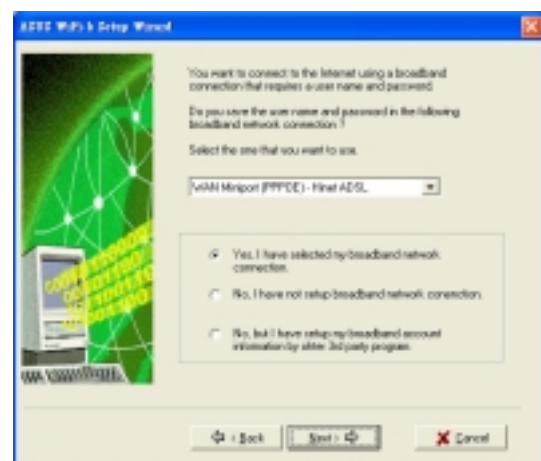 ASUS WiFi-b Setup Wizard
You want to connect to the Internet using a broadband
connection that requires a user name and password.
Do you save the user name and password in the following
broadband network connection ?
Select the one that you want to use.
WAN Miniport (PPPOE) - Hinet ADSL
Yes, I have selected my broadband network
connection.
No, I have not setup broadband network conenction.
No, but I have setup my broadband account
information by ohter 3rd party program.
< Back
Next >
Cancel